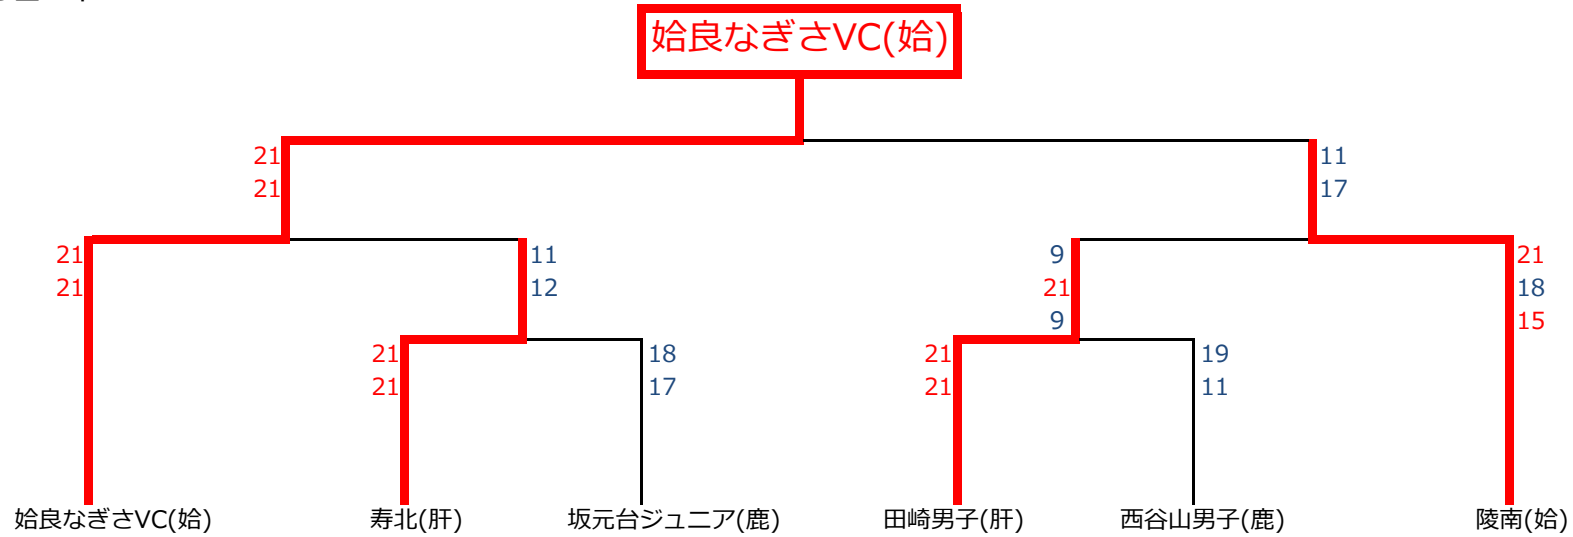 姶良なぎさVC(姶)
21 11
21 17
21 11 9 21
21 12 21 18
9 15
21 18 21 19
21 17 21 11
姶良なぎさVC(姶) 寿北(肝) 坂元台ジュニア(鹿) 田崎男子(肝) 西谷山男子(鹿) 陵南(姶)